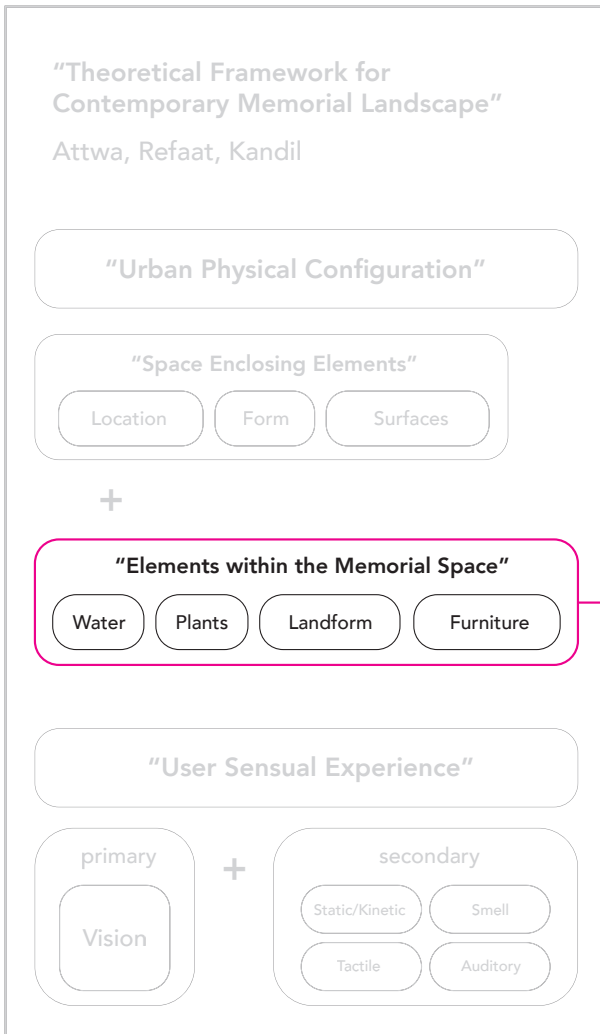 “Theoretical Framework for
Contemporary Memorial Landscape”
Attwa, Refaat, Kandil
“Urban Physical Configuration”
“Space Enclosing Elements”
Location Form Surfaces
+
“Elements within the Memorial Space”
Water Plants Landform Furniture
“User Sensual Experience”
primary + secondary
Vision
Static/Kinetic Smell
Tactile Auditory